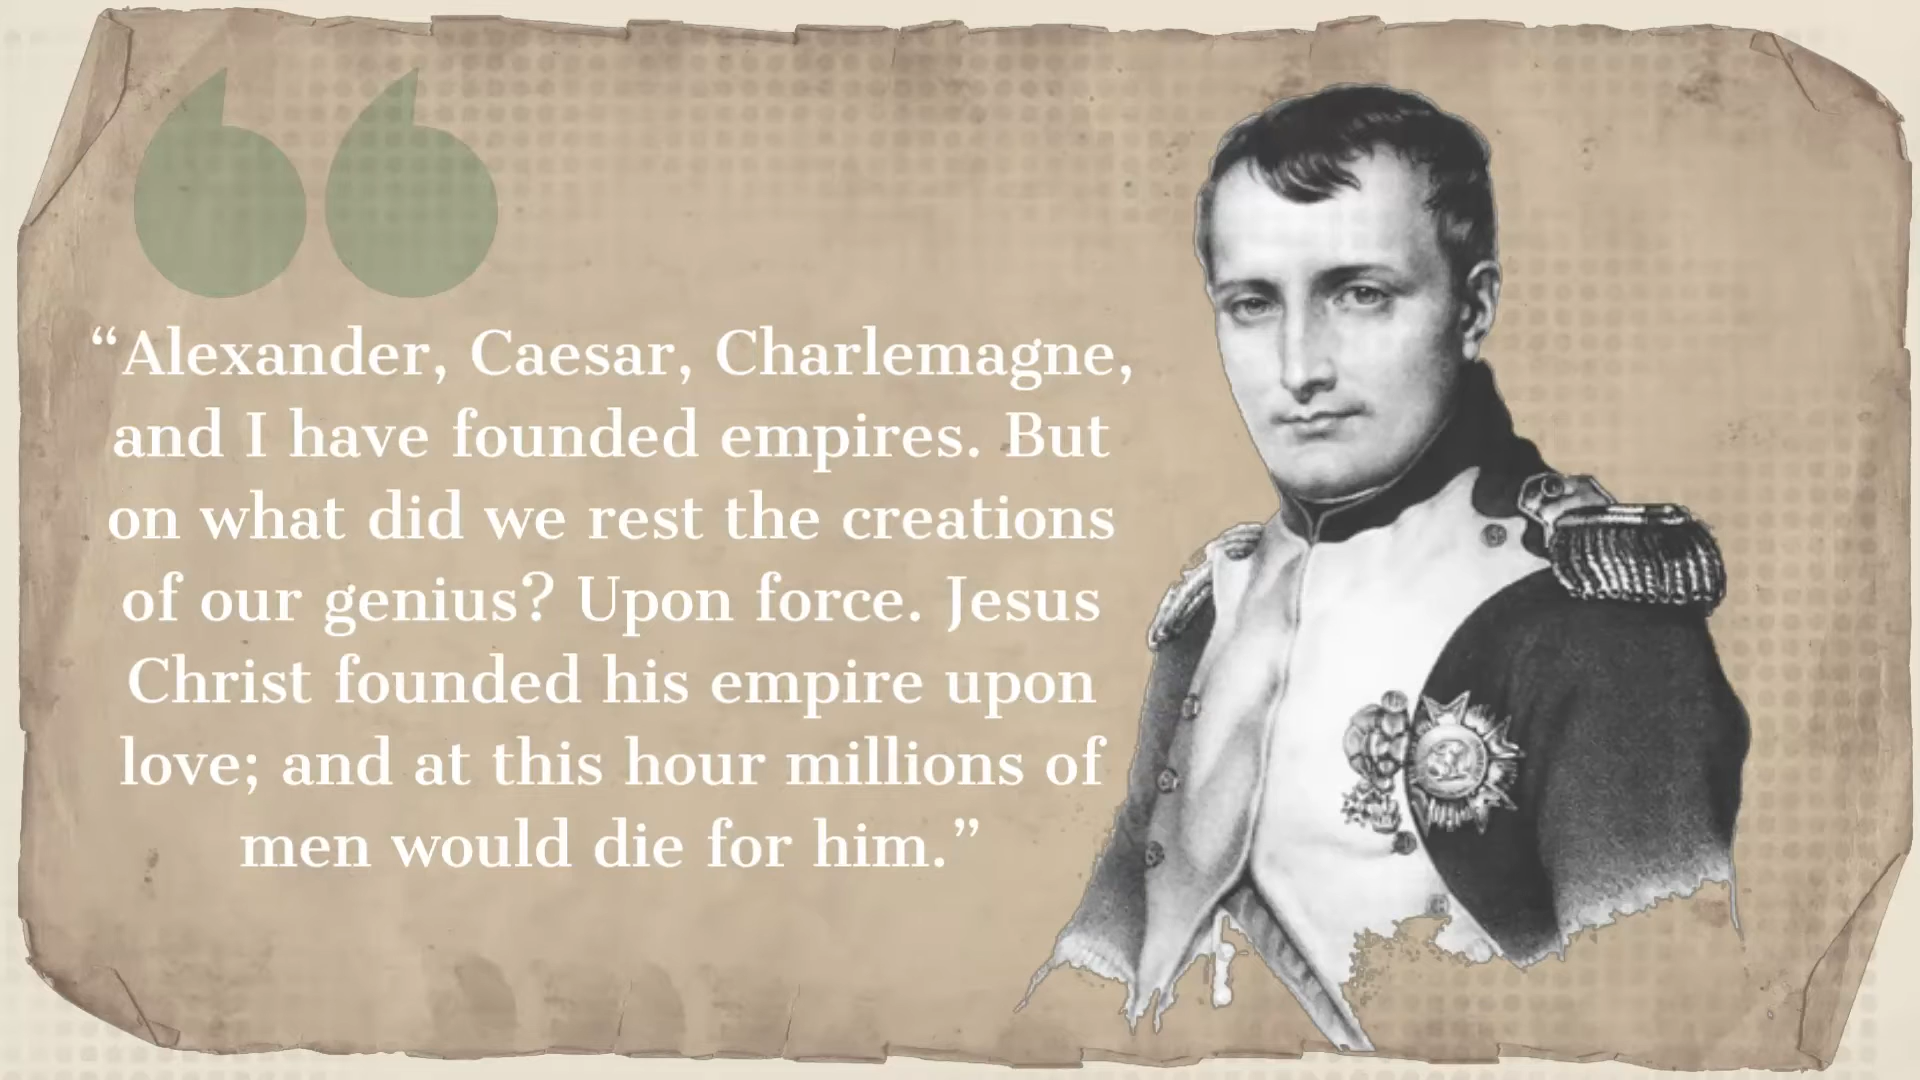 “Alexander, Caesar, Charlemagne,
and I have founded empires. But
on what did we rest the creations
of our genius? Upon force. Jesus
Christ founded his empire upon
love; and at this hour millions of
men would die for him.”